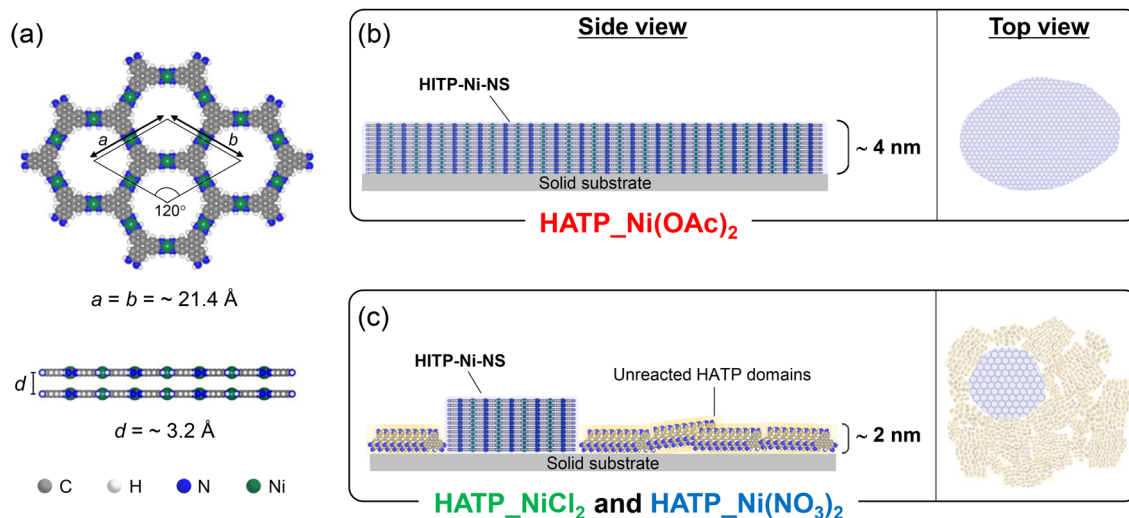 (a)
a
b
120°
a = b = ~ 21.4 Å
d
d = ~ 3.2 Å
C H N Ni
(b)
Side view
Top view
HITP-Ni-NS
~ 4 nm
Solid substrate
HATP_Ni(OAc)₂
(c)
HITP-Ni-NS
Unreacted HATP domains
~ 2 nm
Solid substrate
HATP_NiCl₂ and HATP_Ni(NO₃)₂